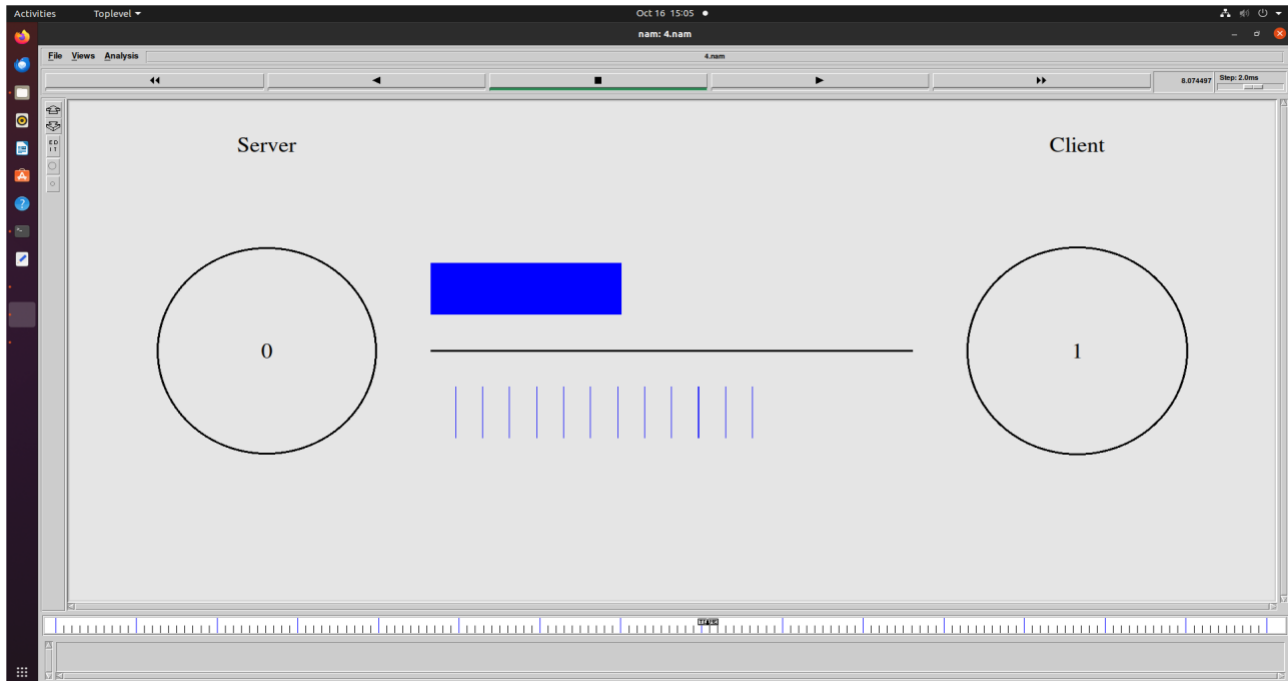 Activities Toplevel Oct 16 15:05
nam: 4.nam
File Views Analysis 4.nam
8.074497 Step: 2.0ms
E D
I T
Server Client
0 1